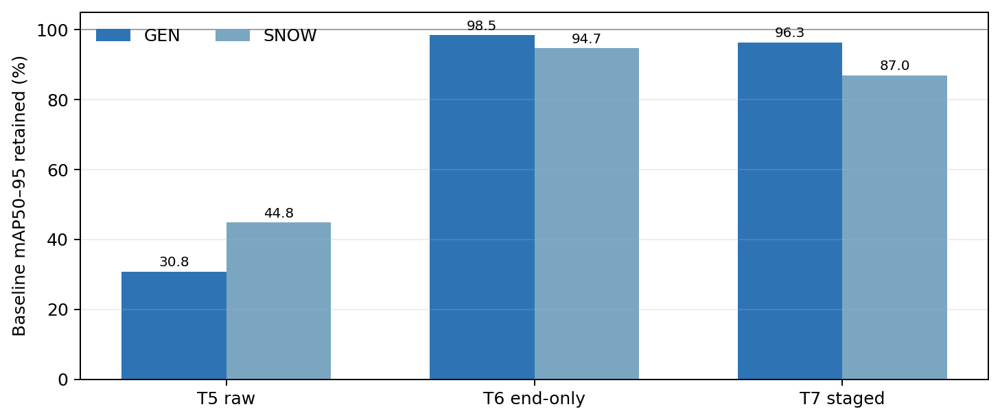 Baseline mAP50–95 retained (%)
100
80
60
40
20
0
GEN SNOW
30.8
44.8
98.5
94.7
96.3
87.0
T5 raw
T6 end-only
T7 staged